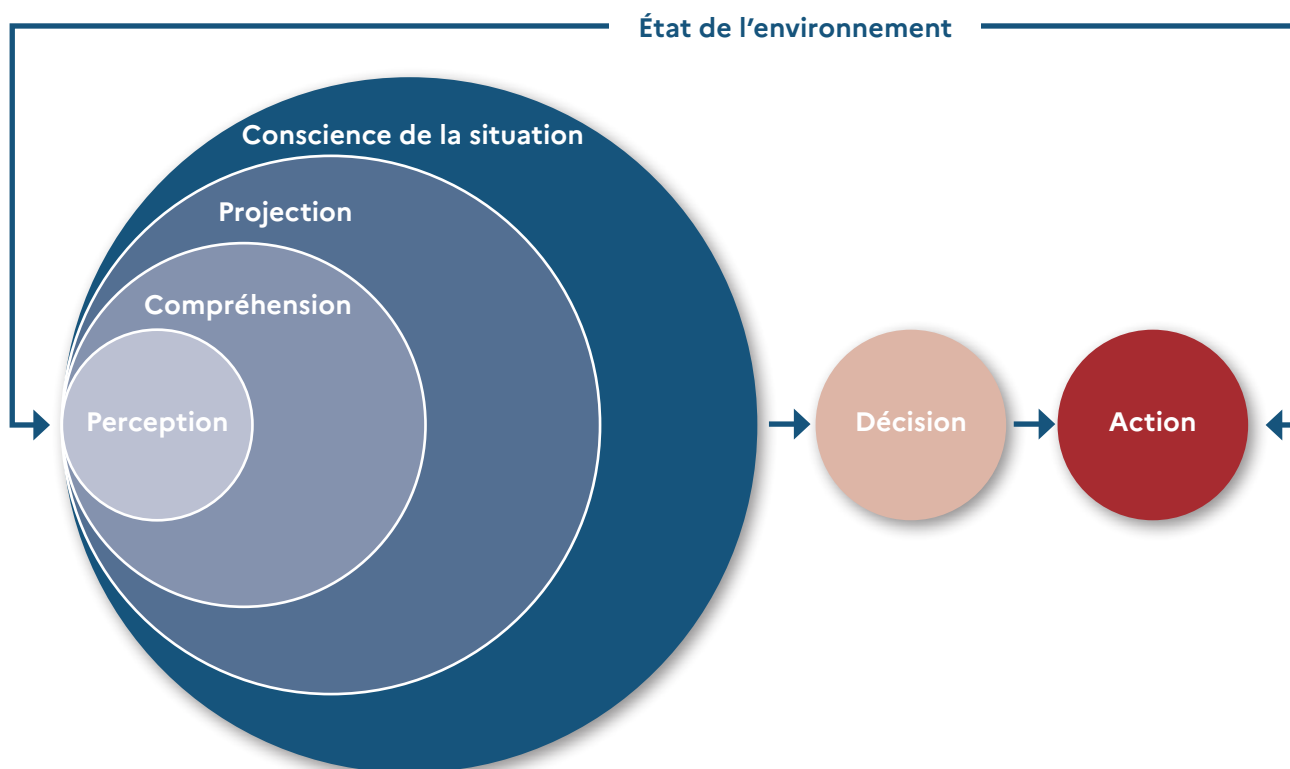 État de l’environnement
Conscience de la situation
Projection
Compréhension
Perception
Décision
Action